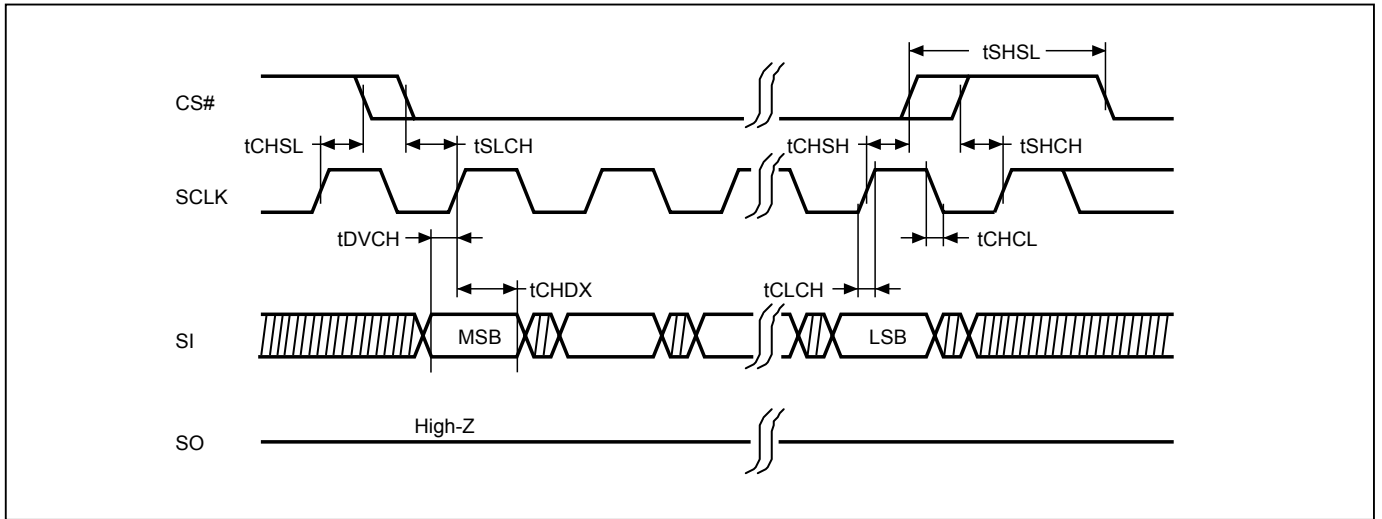 tSHSL
CS#
tCHSL
tSLCH
tCHSH
tSHCH
SCLK
tDVCH
tCHCL
tCHDX
tCLCH
SI
MSB
LSB
High-Z
SO